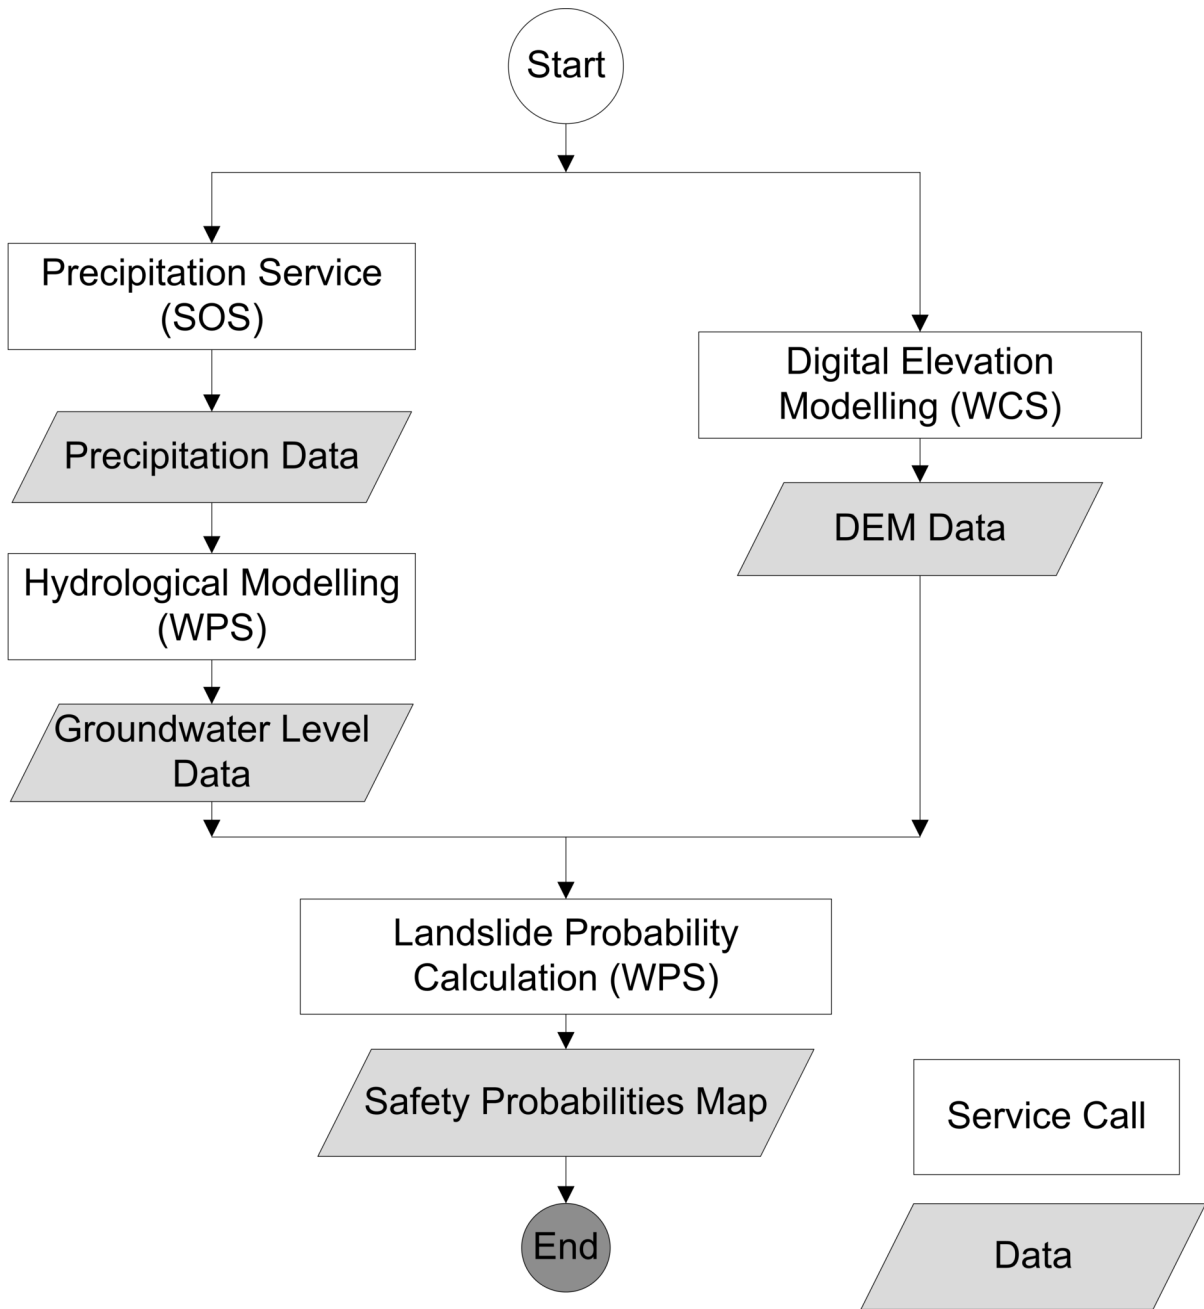 Start
Precipitation Service
(SOS)
Precipitation Data
Hydrological Modelling
(WPS)
Groundwater Level
Data
Digital Elevation
Modelling (WCS)
DEM Data
Landslide Probability
Calculation (WPS)
Safety Probabilities Map
End
Service Call
Data